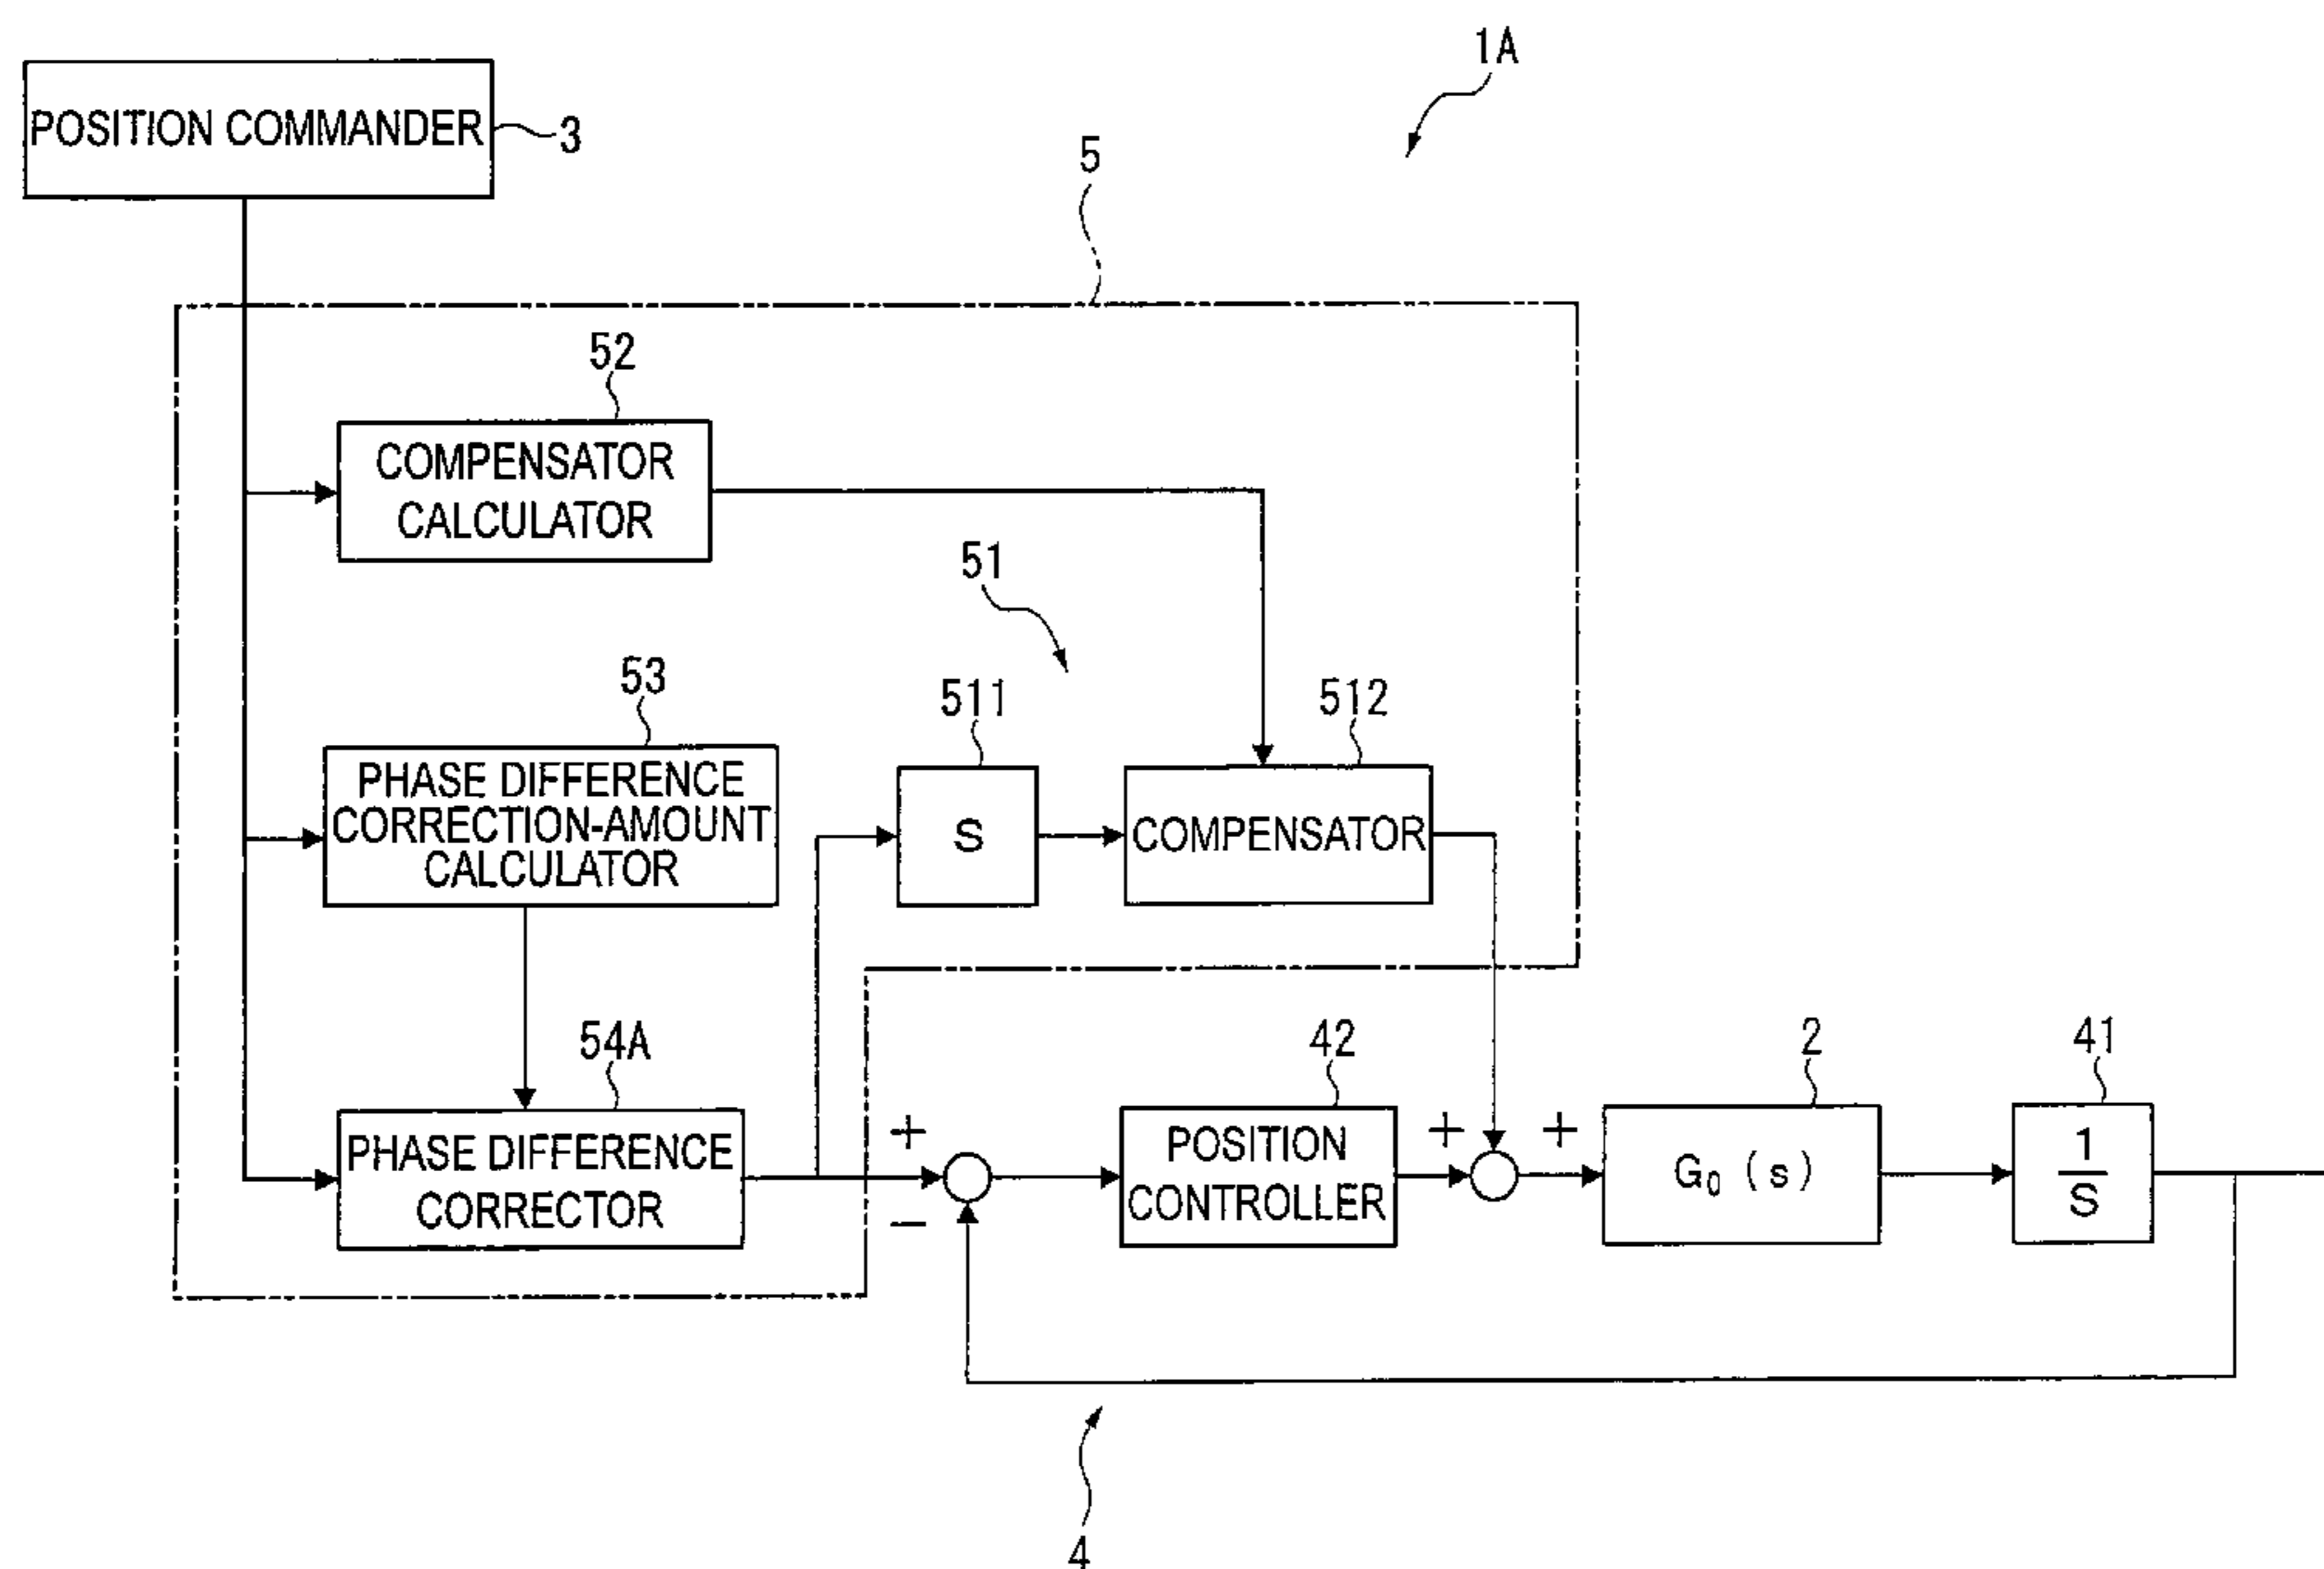 1A
POSITION COMMANDER
3
5
52
COMPENSATOR
CALCULATOR
51
53
511
512
PHASE DIFFERENCE
CORRECTION-AMOUNT
CALCULATOR
S
COMPENSATOR
54A
42
2
41
PHASE DIFFERENCE
CORRECTOR
+
−
POSITION
CONTROLLER
+
+
G₀ (s)
1
S
4